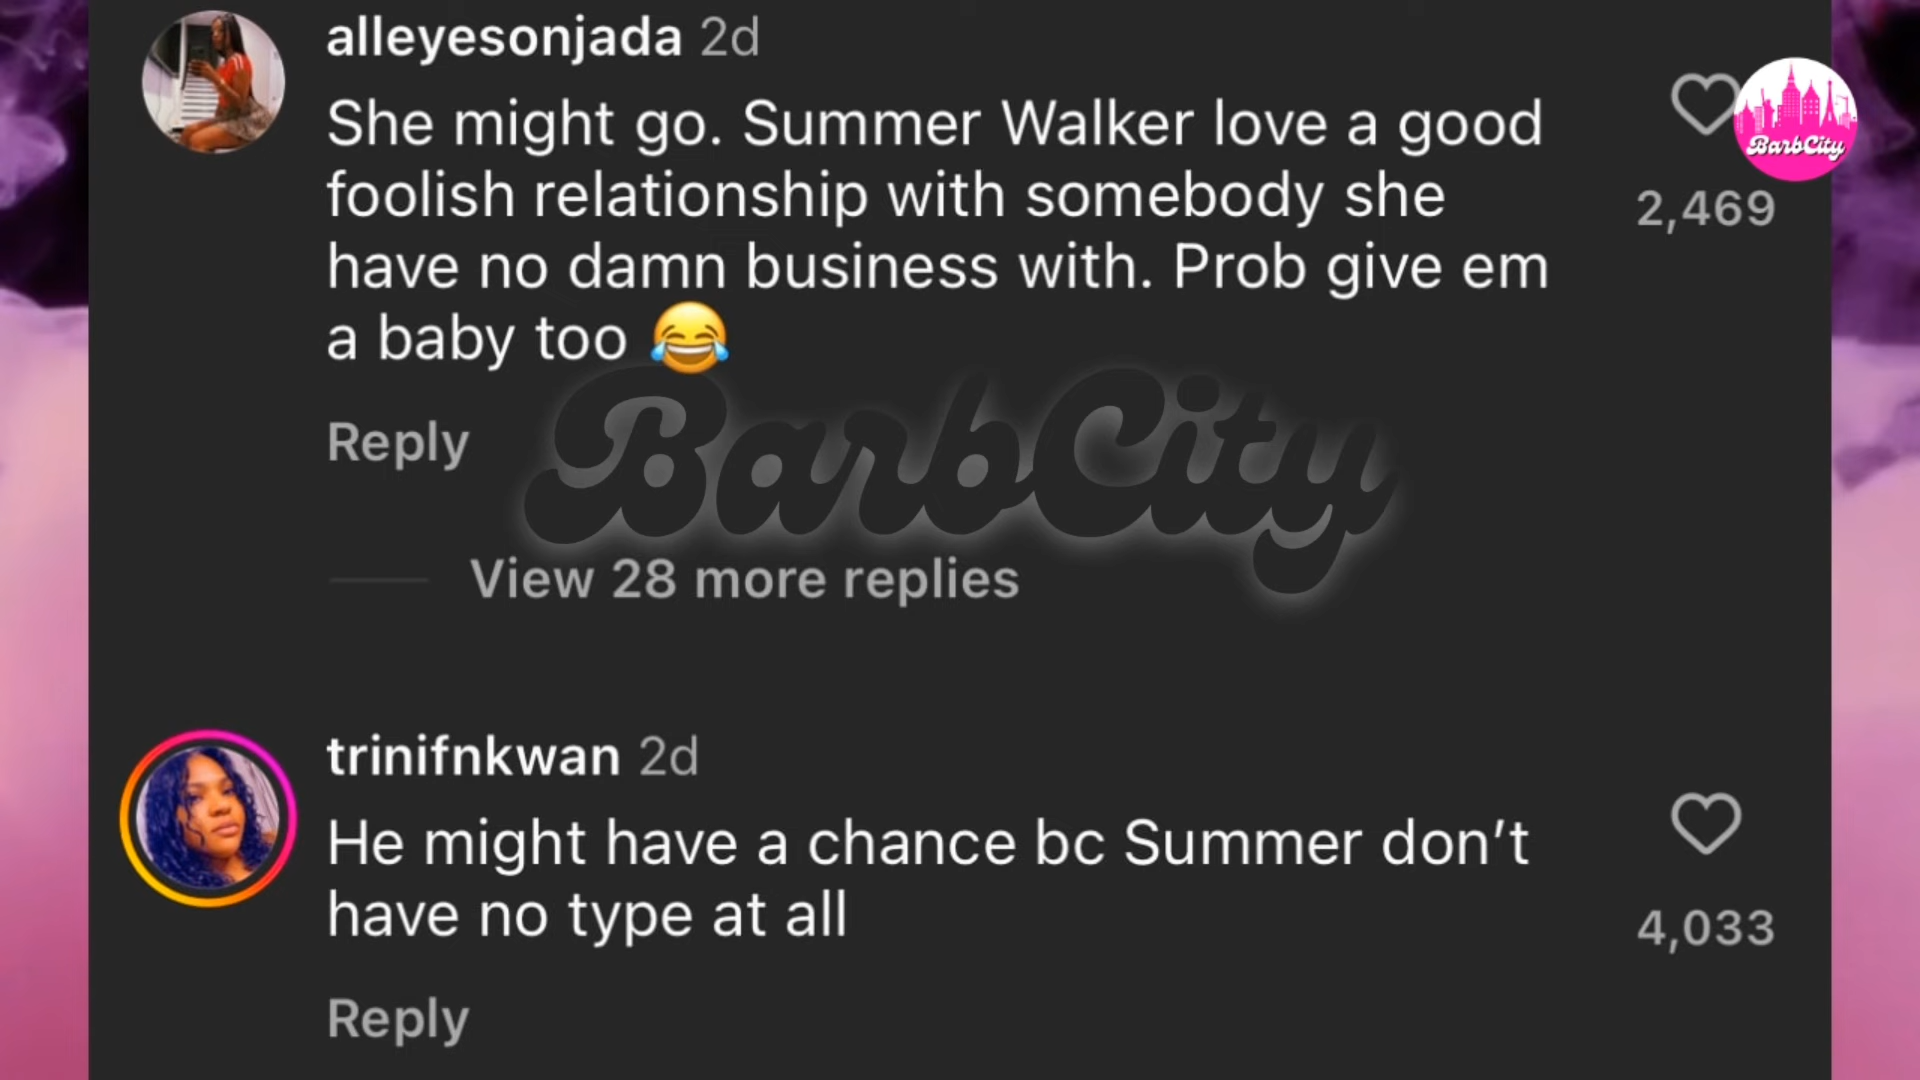 alleyesonjada 2d
She might go. Summer Walker love a good
foolish relationship with somebody she
have no damn business with. Prob give em
a baby too 😂
2,469
BarbCity
Reply
BarbCity
View 28 more replies
trinifnkwan 2d
He might have a chance bc Summer don’t
have no type at all
4,033
Reply